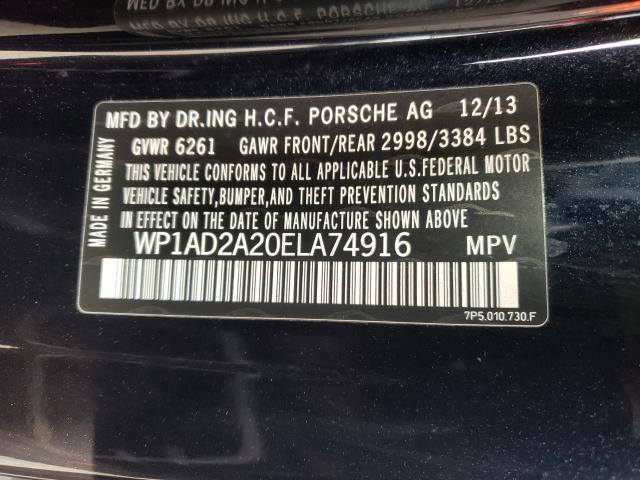 MFD BY DR.ING H.C.F. PORSCHE AG 12/13
GVWR 6261 GAWR FRONT/REAR 2998/3384 LBS
THIS VEHICLE CONFORMS TO ALL APPLICABLE U.S.FEDERAL MOTOR
VEHICLE SAFETY,BUMPER,AND THEFT PREVENTION STANDARDS
IN EFFECT ON THE DATE OF MANUFACTURE SHOWN ABOVE
WP1AD2A20ELA74916 MPV
7P5.010.730.F
MADE IN GERMANY